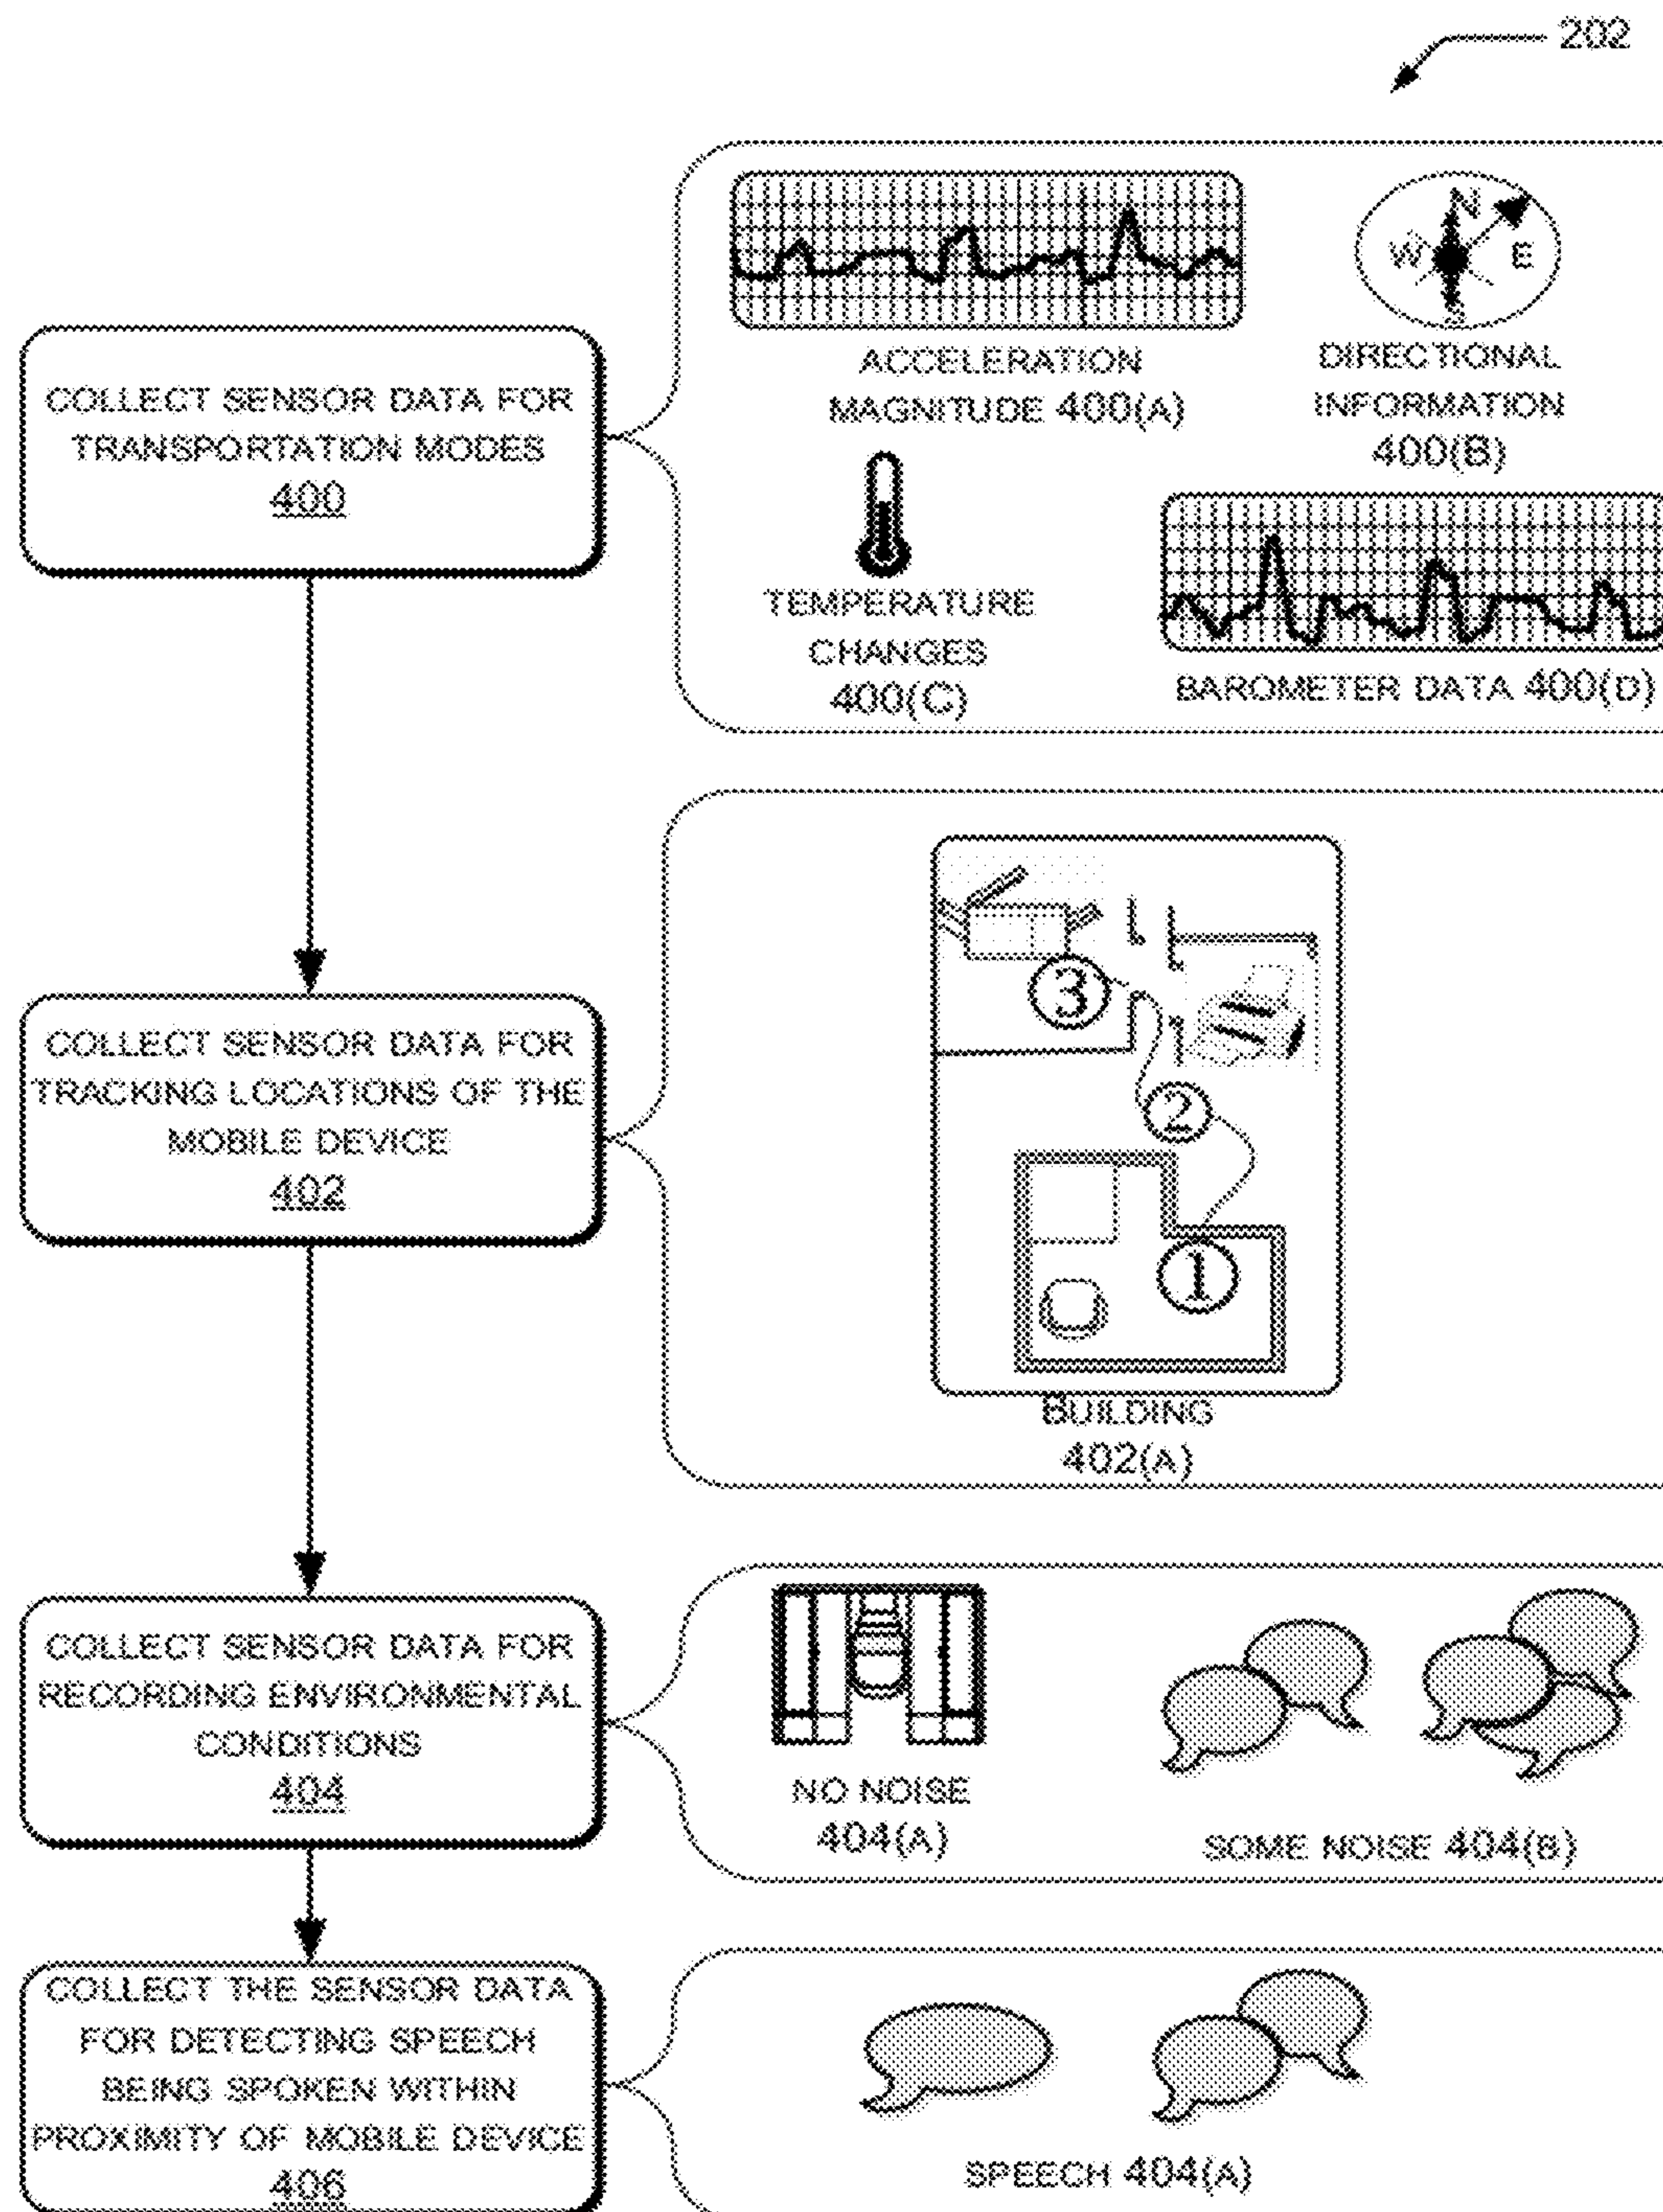 202
COLLECT SENSOR DATA FOR
TRANSPORTATION MODES
400
ACCELERATION
MAGNITUDE 400(A)
N
W
E
S
DIRECTIONAL
INFORMATION
400(B)
TEMPERATURE
CHANGES
400(C)
BAROMETER DATA 400(D)
COLLECT SENSOR DATA FOR
TRACKING LOCATIONS OF THE
MOBILE DEVICE
402
3
2
1
BUILDING
402(A)
COLLECT SENSOR DATA FOR
RECORDING ENVIRONMENTAL
CONDITIONS
404
NO NOISE
404(A)
SOME NOISE 404(B)
COLLECT THE SENSOR DATA
FOR DETECTING SPEECH
BEING SPOKEN WITHIN
PROXIMITY OF MOBILE DEVICE
406
SPEECH 404(A)